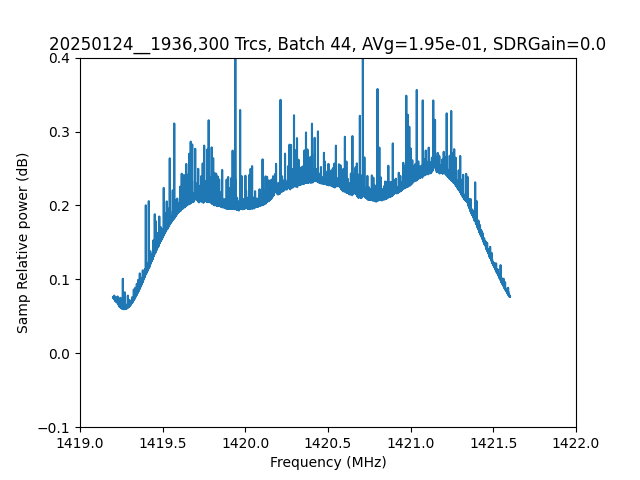 20250124__1936,300 Trcs, Batch 44, AVg=1.95e-01, SDRGain=0.0
0.4
0.3
0.2
0.1
0.0
−0.1
Samp Relative power (dB)
1419.0 1419.5 1420.0 1420.5 1421.0 1421.5 1422.0
Frequency (MHz)